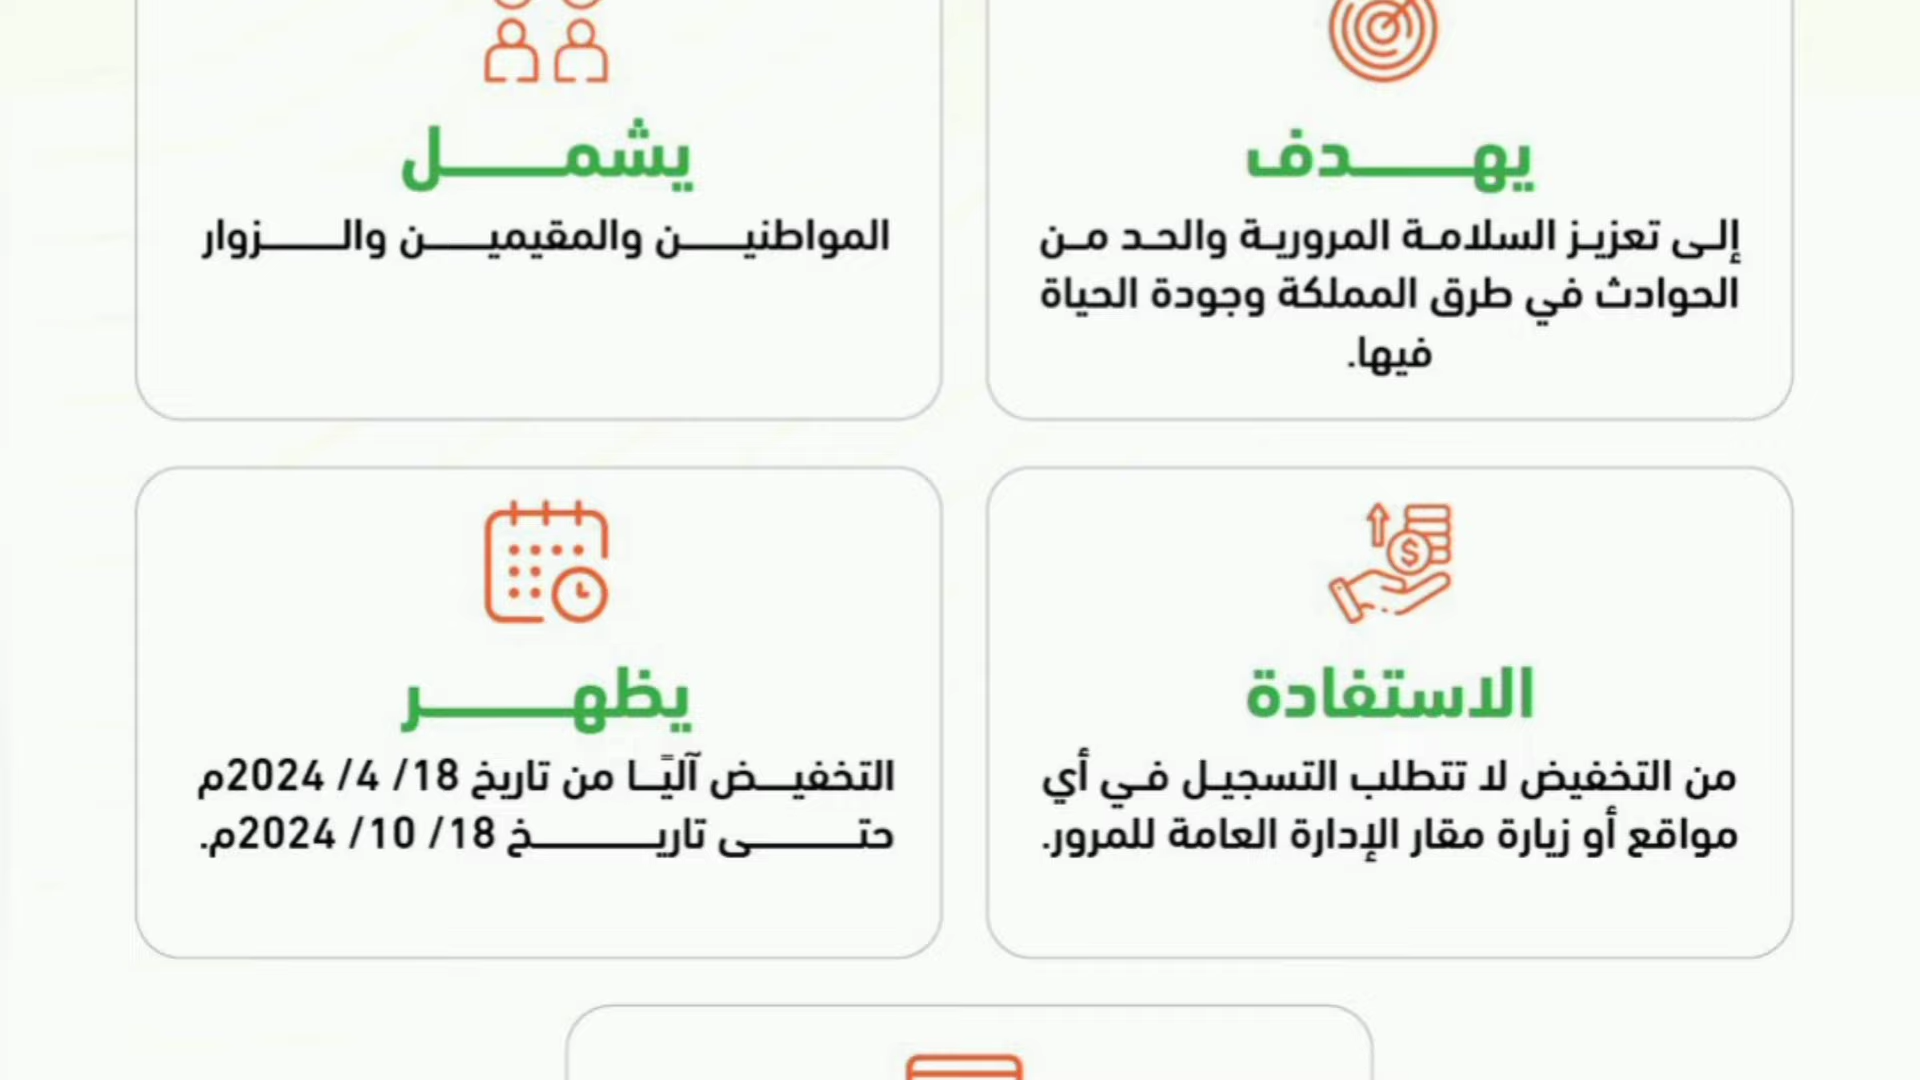 يهدف
إلى تعزيز السلامة المرورية والحد من
الحوادث في طرق المملكة وجودة الحياة
فيها.
يشمل
المواطنين والمقيمين والزوار
الاستفادة
من التخفيض لا تتطلب التسجيل في أي
مواقع أو زيارة مقار الإدارة العامة للمرور.
يظهر
التخفيض آليًا من تاريخ 18/ 4/ 2024م
حتى تاريخ 18/ 10/ 2024م.